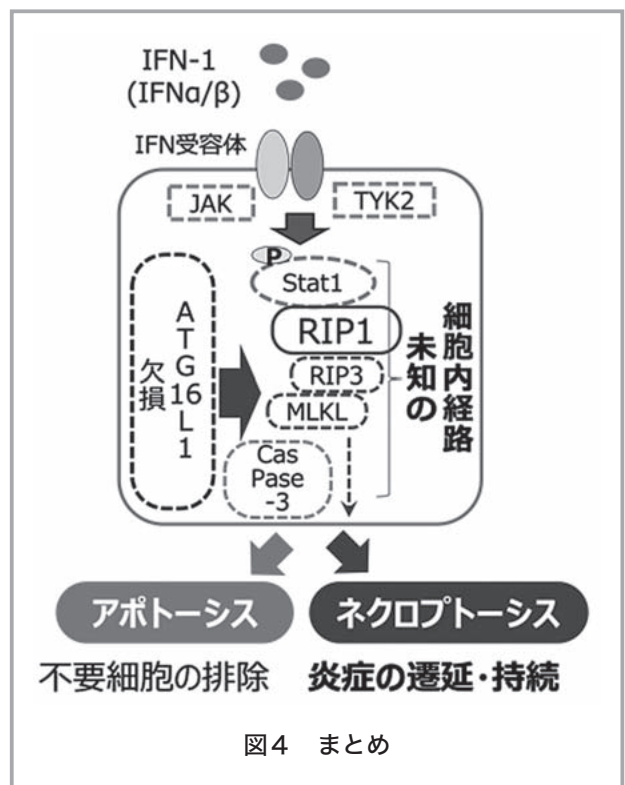 IFN-1
(IFNα/β)
IFN受容体
JAK
TYK2
P
Stat1
RIP1
RIP3
MLKL
Cas
Pase
-3
ATG16L1
欠損
未知の
細胞内経路
アポトーシス
ネクロプトーシス
不要細胞の排除
炎症の遷延・持続
図4 まとめ